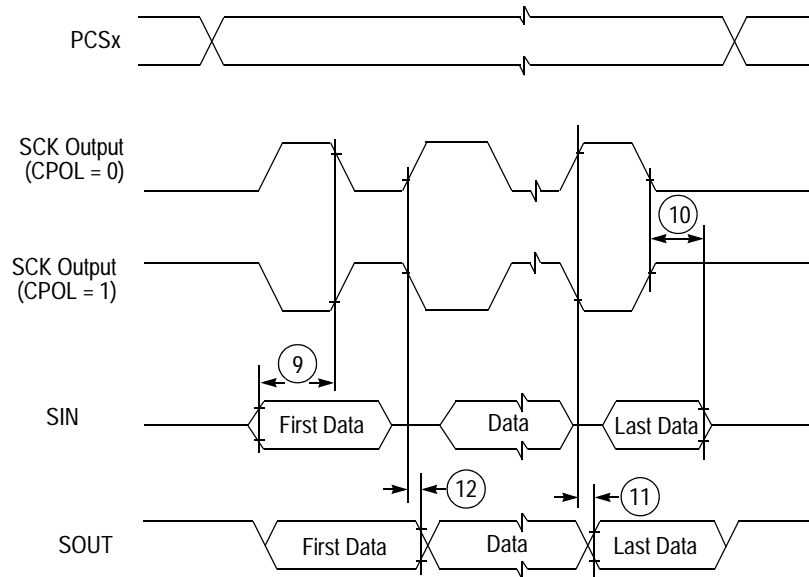 PCSx
SCK Output
(CPOL = 0)
10
SCK Output
(CPOL = 1)
9
SIN
First Data
Data
Last Data
12
11
SOUT
First Data
Data
Last Data